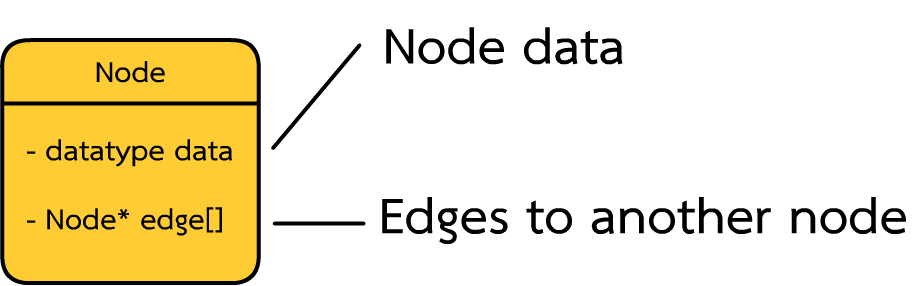 Node data
Node
- datatype data
- Node* edge[]
Edges to another node